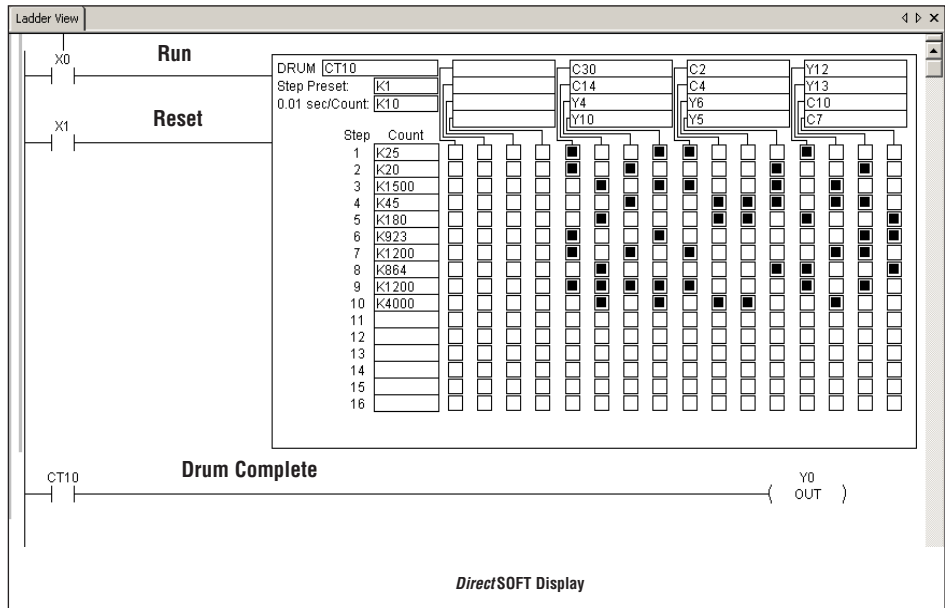 Ladder View
X0
Run
DRUM CT10
Step Preset: K1
0.01 sec/Count: K10
C30
C14
Y4
Y10
C2
C4
Y6
Y5
Y12
Y13
C10
C7
X1
Reset
Step Count
1 K25
2 K20
3 K1500
4 K45
5 K180
6 K923
7 K1200
8 K864
9 K1200
10 K4000
11
12
13
14
15
16
CT10
Drum Complete
Y0
( OUT )
DirectSOFT Display